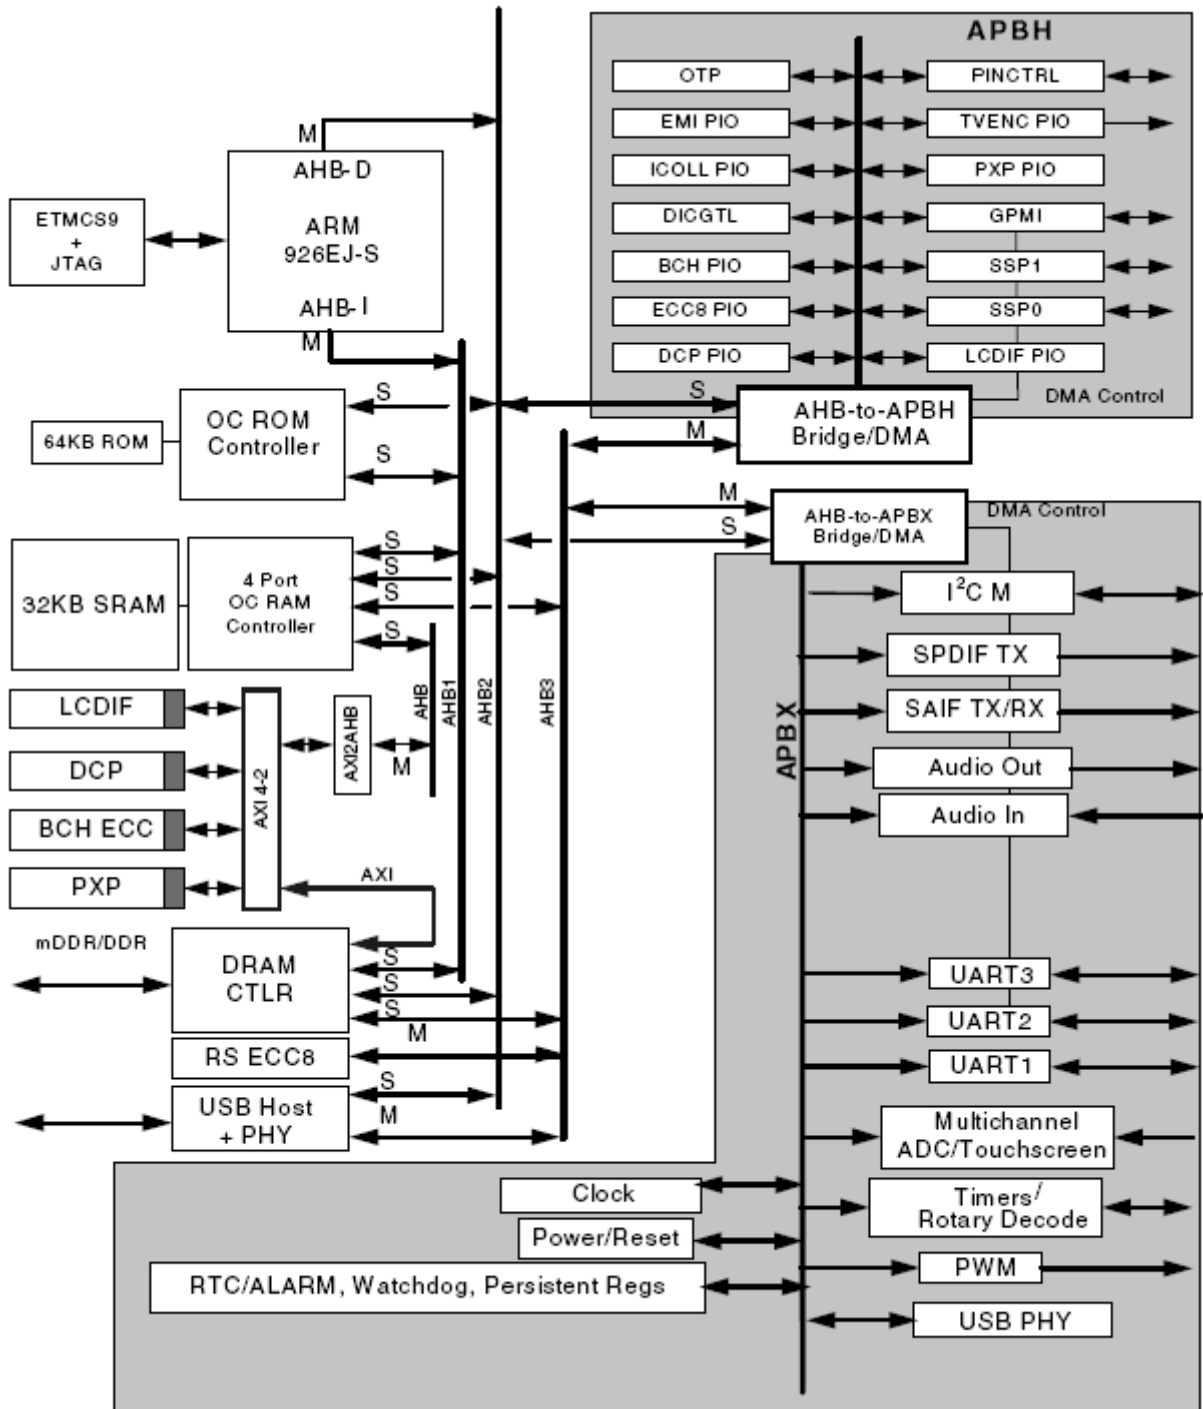 APBH
OTP
PINCTRL
EMI PIO
TVENC PIO
ICOLL PIO
PXP PIO
DICGTL
GPMI
BCH PIO
SSP1
ECC8 PIO
SSP0
DCP PIO
LCDIF PIO
DMA Control
S
AHB-to-APBH
Bridge/DMA
M
M
AHB-D
ARM
926EJ-S
AHB-I
M
ETMCS9
+
JTAG
64KB ROM
OC ROM
Controller
S
S
M
S
AHB-to-APBX
Bridge/DMA
DMA Control
32KB SRAM
4 Port
OC RAM
Controller
S
S
S
S
AHB
AHB1
AHB2
AHB3
LCDIF
DCP
BCH ECC
PXP
AXI 4-2
AXI2AHB
M
AXI
mDDR/DDR
DRAM
CTLR
S
S
S
M
RS ECC8
USB Host
+ PHY
S
M
APBX
I²C M
SPDIF TX
SAIF TX/RX
Audio Out
Audio In
UART3
UART2
UART1
Multichannel
ADC/Touchscreen
Clock
Timers/
Rotary Decode
Power/Reset
PWM
RTC/ALARM, Watchdog, Persistent Regs
USB PHY